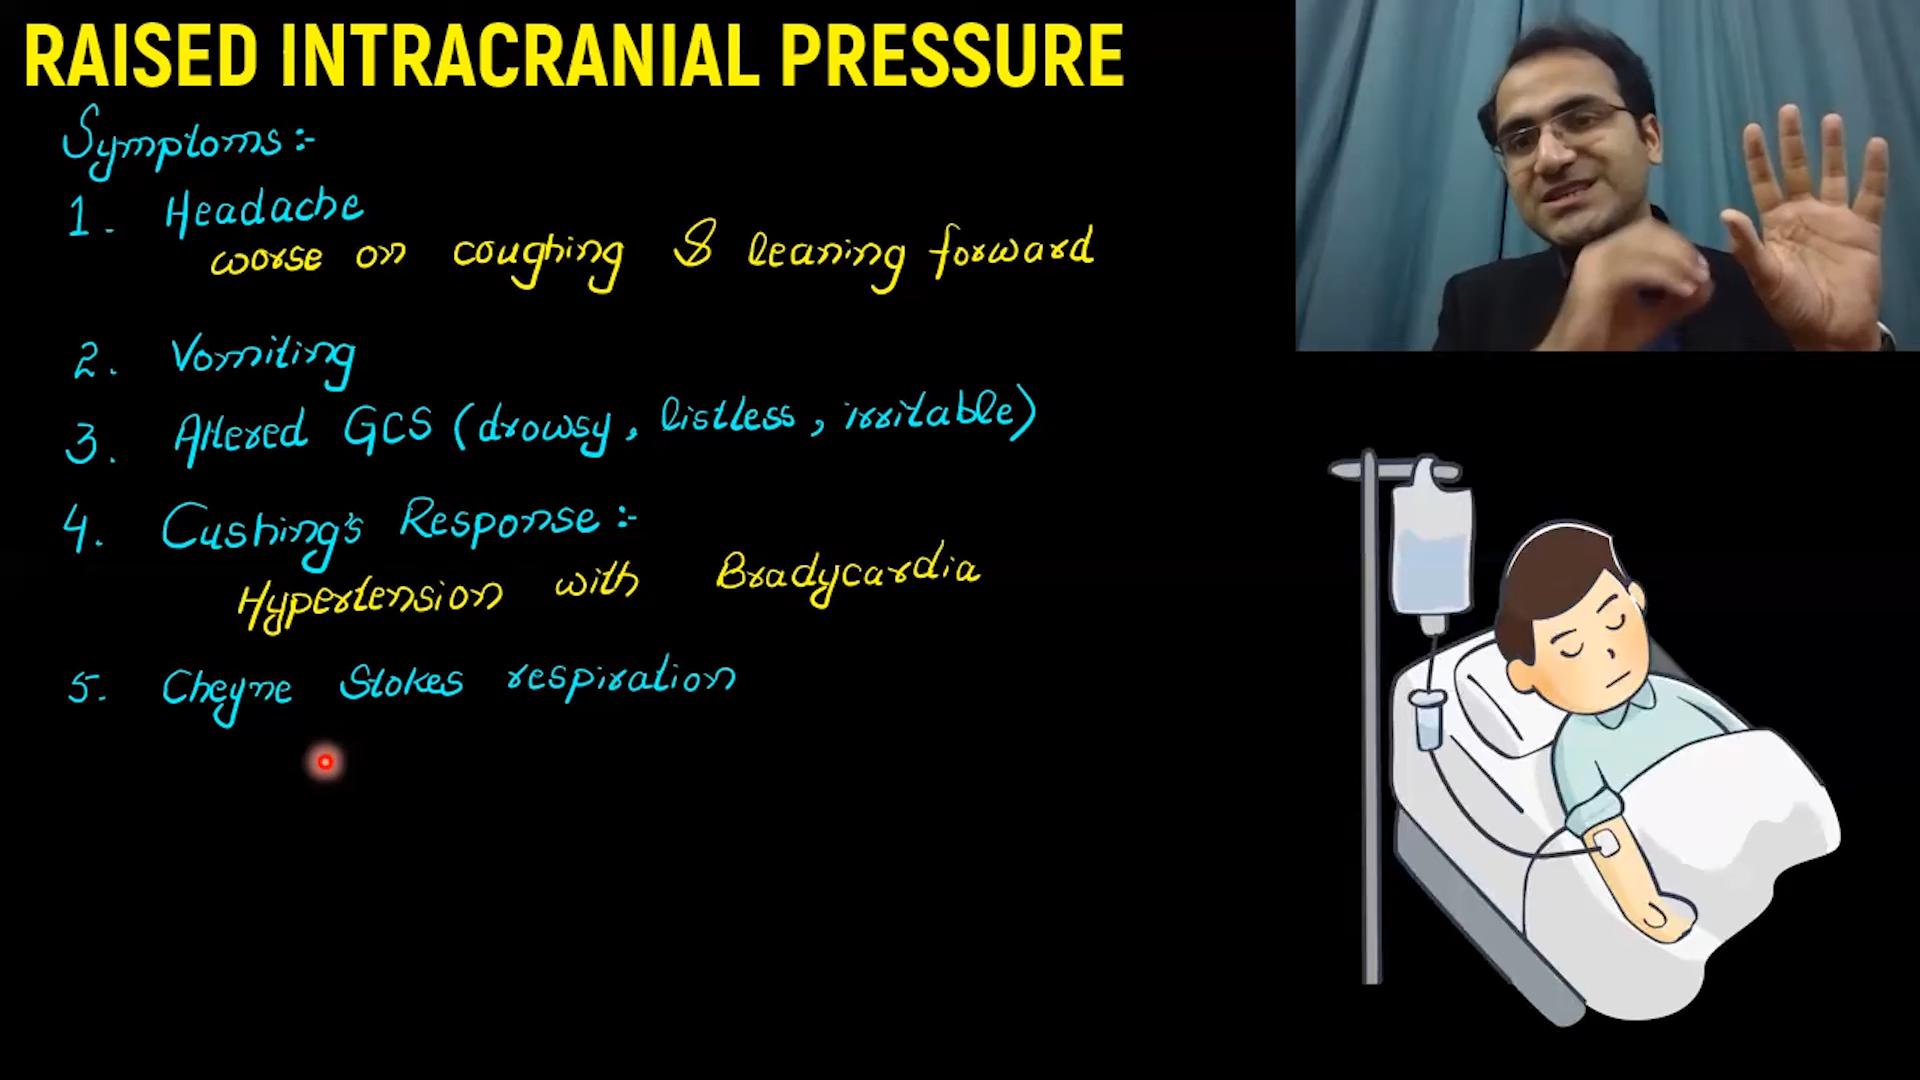 RAISED INTRACRANIAL PRESSURE
Symptoms :-
1. Headache
worse on coughing & leaning forward
2. Vomiting
3. Altered GCS (drowsy, listless, irritable)
4. Cushing's Response :-
Hypertension with Bradycardia
5. Cheyne Stokes respiration